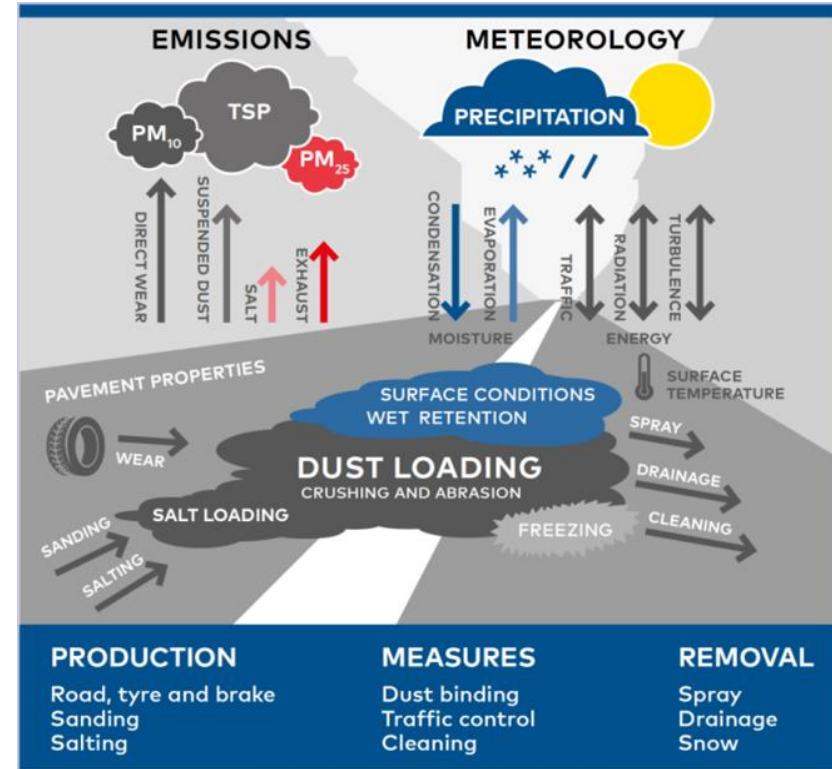 EMISSIONS
METEOROLOGY
TSP
PM10
PM25
PRECIPITATION
DIRECT WEAR
SUSPENDED DUST
SALT
EXHAUST
CONDENSATION
EVAPORATION
TRAFFIC
RADIATION
TURBULENCE
MOISTURE
ENERGY
PAVEMENT PROPERTIES
SURFACE
TEMPERATURE
SURFACE CONDITIONS
WET RETENTION
WEAR
DUST LOADING
CRUSHING AND ABRASION
SPRAY
DRAINAGE
SALT LOADING
FREEZING
CLEANING
SANDING
SALTING
PRODUCTION
Road, tyre and brake
Sanding
Salting
MEASURES
Dust binding
Traffic control
Cleaning
REMOVAL
Spray
Drainage
Snow